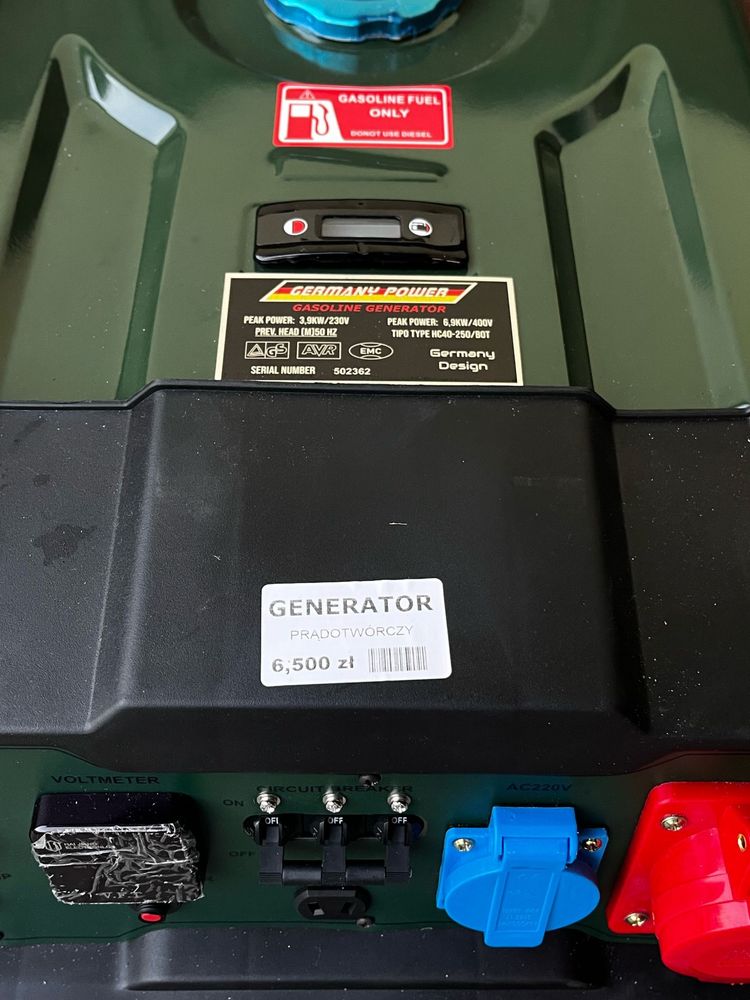 GASOLINE FUEL
ONLY
DONOT USE DIESEL
GERMANY POWER
GASOLINE GENERATOR
PEAK POWER: 3,9KW/230V PEAK POWER: 6,9KW/400V
PREV. HEAD [M]50 HZ TIPO TYPE HC40-250/BOT
GS AVR EMC Germany
Design
SERIAL NUMBER 502362
GENERATOR
PRĄDOTWÓRCZY
6,500 zł
VOLTMETER CIRCUIT BREAKER AC220V
ON
OFF OFF
OFF